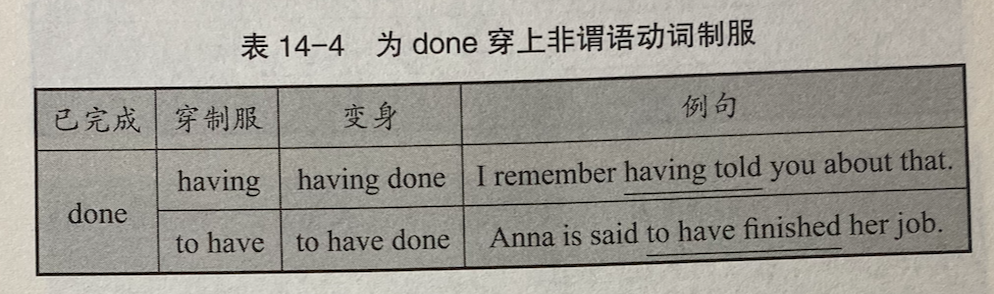 表 14-4 为 done 穿上非谓语动词制服
已完成 穿制服 变身 例句
having having done I remember having told you about that.
done
to have to have done Anna is said to have finished her job.